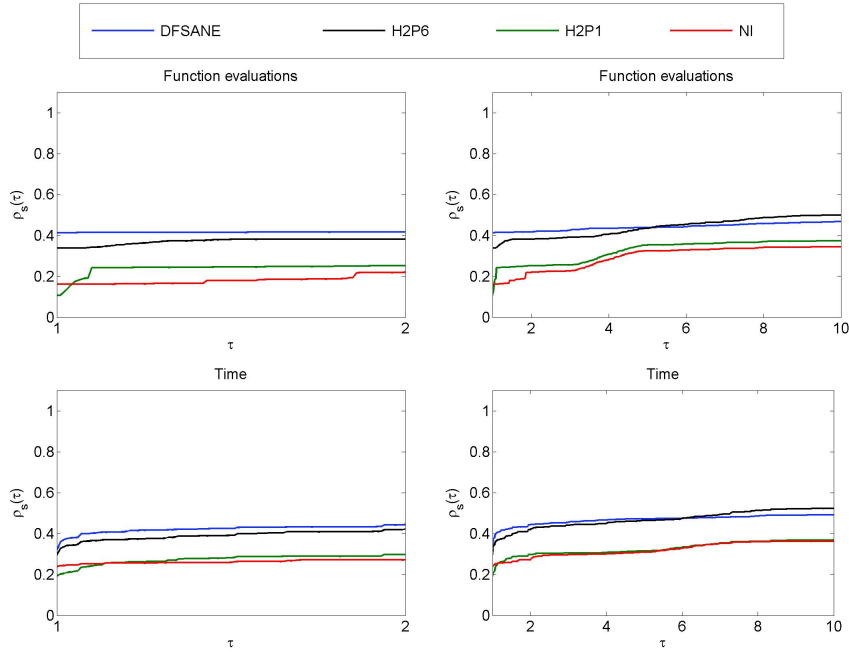 DFSANE H2P6 H2P1 NI
Function evaluations
1
0.8
0.6
0.4
0.2
0
ρs(τ)
1 2
τ
Function evaluations
1
0.8
0.6
0.4
0.2
0
ρs(τ)
2 4 6 8 10
τ
Time
1
0.8
0.6
0.4
0.2
0
ρs(τ)
1 2
τ
Time
1
0.8
0.6
0.4
0.2
0
ρs(τ)
2 4 6 8 10
τ